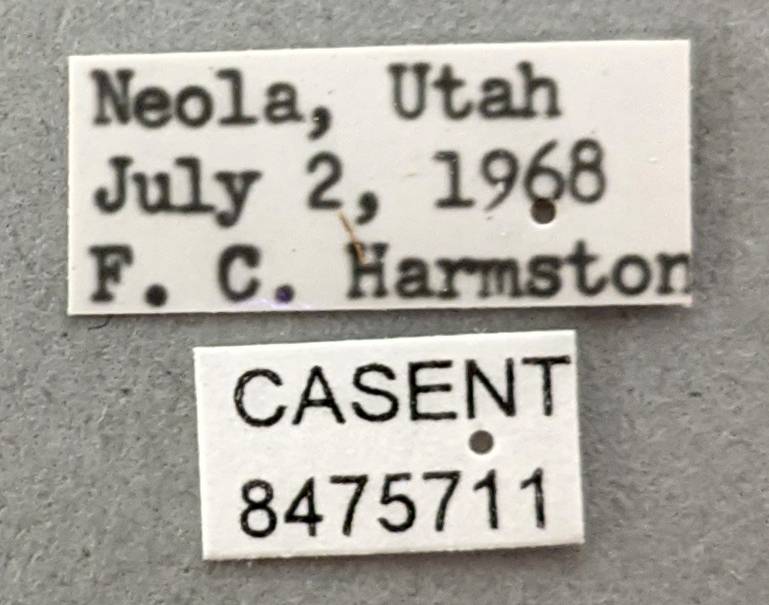 Neola, Utah
July 2, 1968
F. C. Harmston
CASENT
8475711